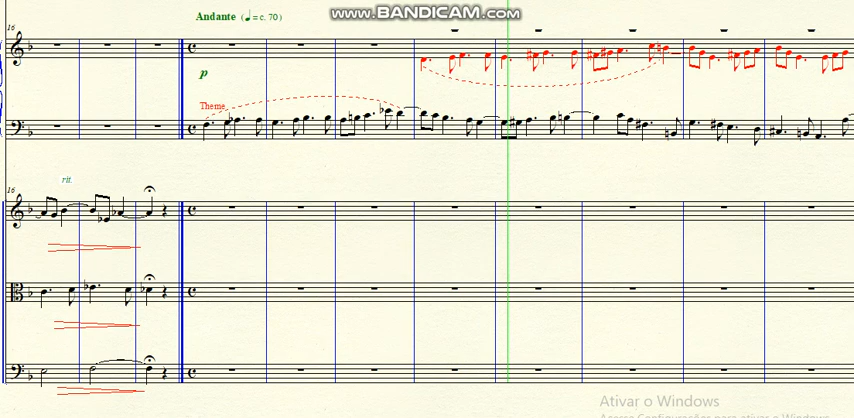 www.BANDICAM.com
Andante (♩= c. 70 )
16
p
Theme
rit.
16
Ativar o Windows